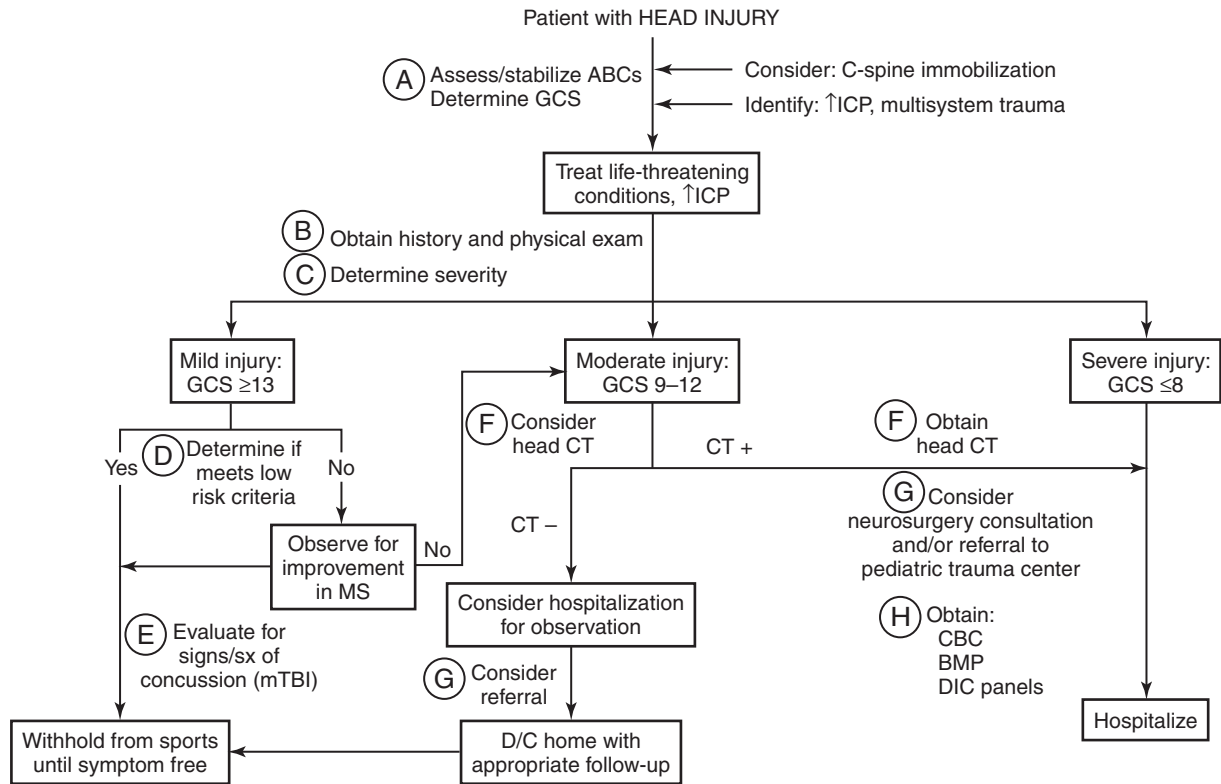 Patient with HEAD INJURY
A
Assess/stabilize ABCs
Determine GCS
Consider: C-spine immobilization
Identify: ↑ICP, multisystem trauma
Treat life-threatening
conditions, ↑ICP
B
Obtain history and physical exam
C
Determine severity
Mild injury:
GCS ≥13
Moderate injury:
GCS 9–12
Severe injury:
GCS ≤8
Yes
D
Determine if
meets low
risk criteria
No
F
Consider
head CT
CT +
F
Obtain
head CT
Observe for
improvement
in MS
No
CT –
G
Consider
neurosurgery consultation
and/or referral to
pediatric trauma center
Consider hospitalization
for observation
E
Evaluate for
signs/sx of
concussion (mTBI)
G
Consider
referral
H
Obtain:
CBC
BMP
DIC panels
Withhold from sports
until symptom free
D/C home with
appropriate follow-up
Hospitalize